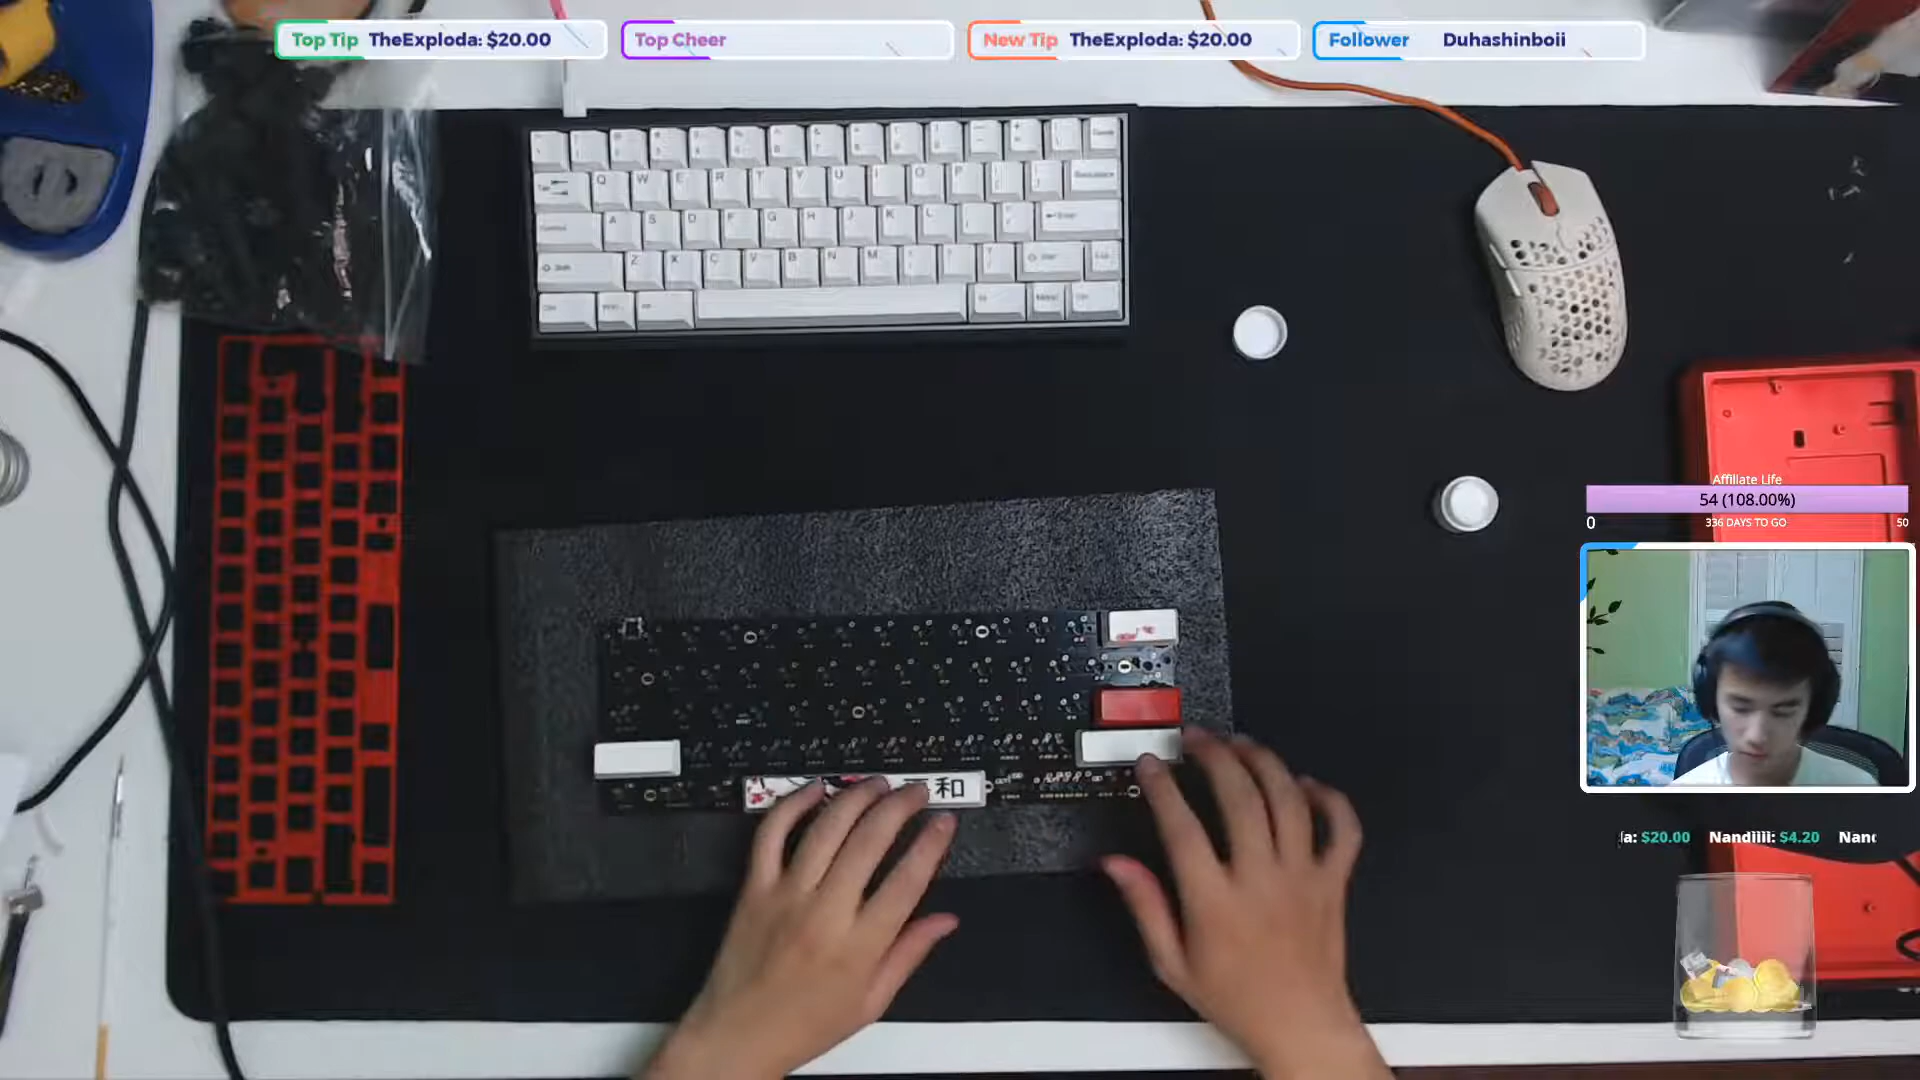 Top Tip TheExploda: $20.00
Top Cheer
New Tip TheExploda: $20.00
Follower Duhashinboii
Q W E R T Y U I O P
A S D F G H J K L
Z X C V B N M
Affiliate Life
54 (108.00%)
0 336 DAYS TO GO 50
a: $20.00 Nandiiii: $4.20 Nand
和